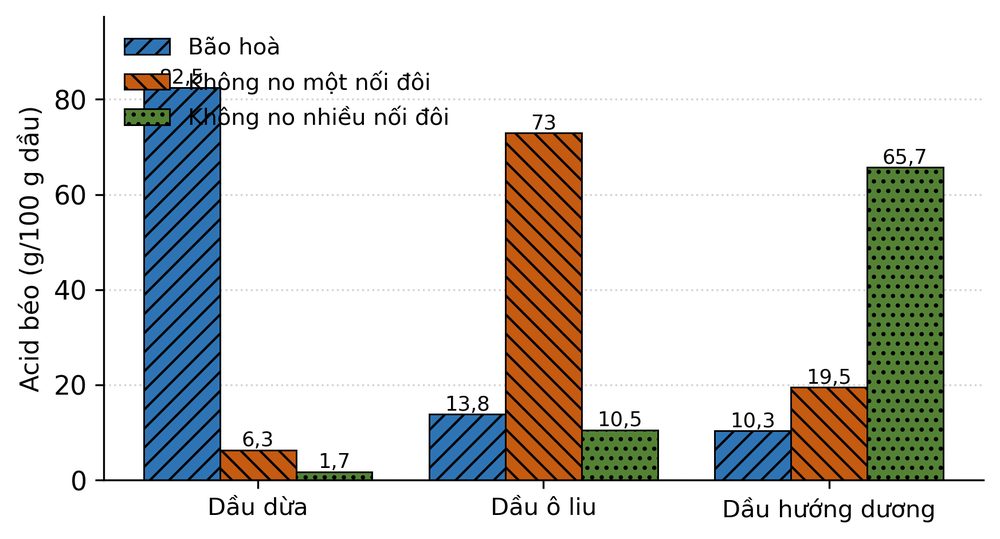 Bão hoà
Không no một nối đôi
Không no nhiều nối đôi
Acid béo (g/100 g dầu)
80
60
40
20
0
82,5
6,3
1,7
13,8
73
10,5
10,3
19,5
65,7
Dầu dừa
Dầu ô liu
Dầu hướng dương